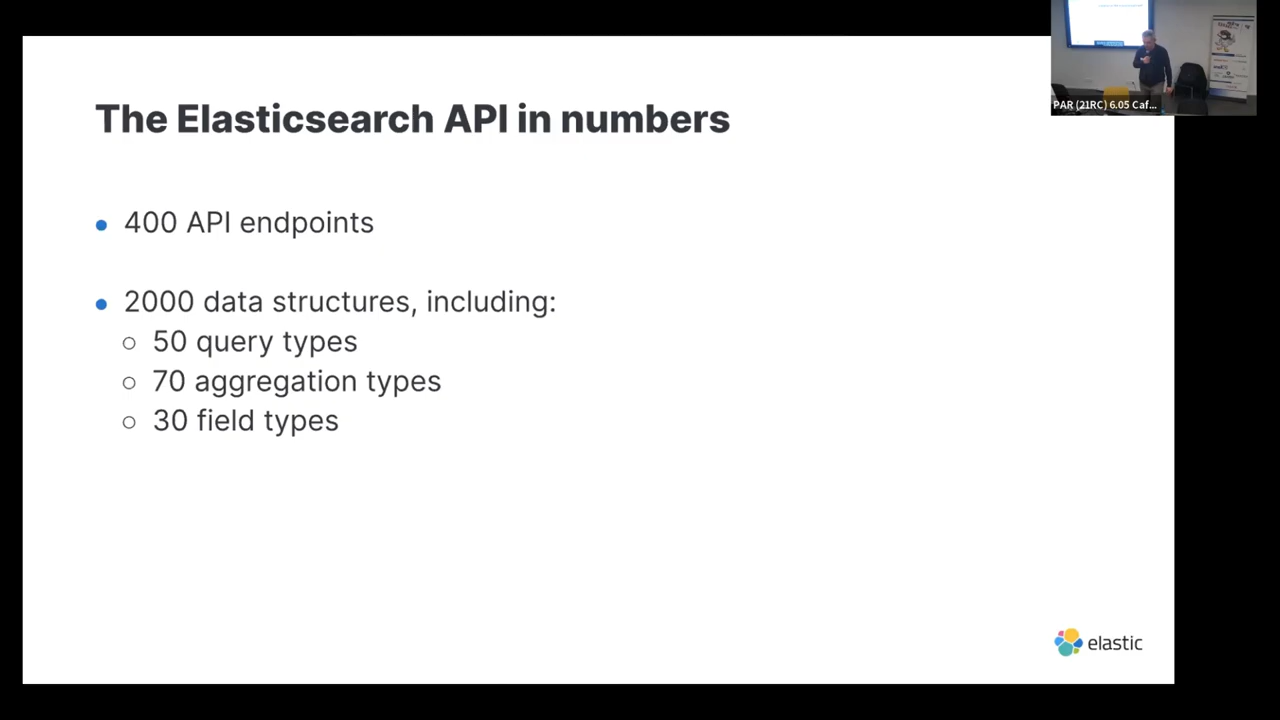 The Elasticsearch API in numbers
400 API endpoints
2000 data structures, including:
50 query types
70 aggregation types
30 field types
elastic
PAR (21RC) 6.05 Caf...